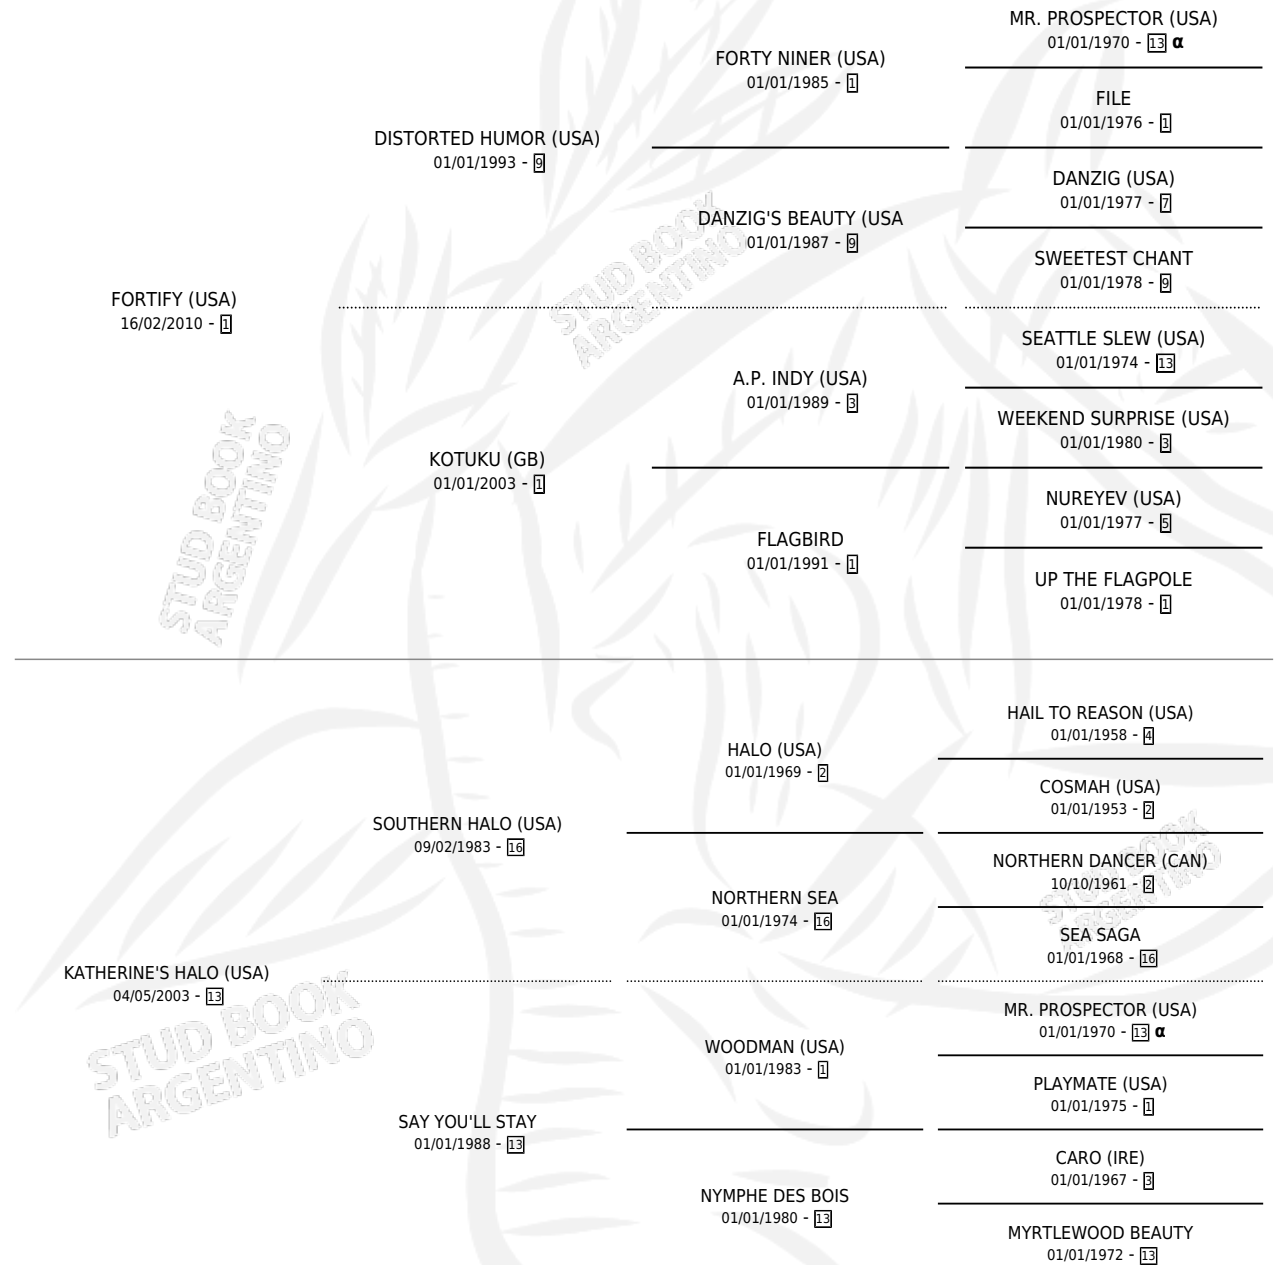 MR. PROSPECTOR (USA)
01/01/1970 - 13 α
FORTY NINER (USA)
01/01/1985 - 1
FILE
01/01/1976 - 1
DISTORTED HUMOR (USA)
01/01/1993 - 9
DANZIG (USA)
01/01/1977 - 7
DANZIG'S BEAUTY (USA
01/01/1987 - 9
SWEETEST CHANT
01/01/1978 - 9
FORTIFY (USA)
16/02/2010 - 1
SEATTLE SLEW (USA)
01/01/1974 - 13
A.P. INDY (USA)
01/01/1989 - 3
WEEKEND SURPRISE (USA)
01/01/1980 - 3
KOTUKU (GB)
01/01/2003 - 1
NUREYEV (USA)
01/01/1977 - 5
FLAGBIRD
01/01/1991 - 1
UP THE FLAGPOLE
01/01/1978 - 1
HAIL TO REASON (USA)
01/01/1958 - 4
HALO (USA)
01/01/1969 - 2
COSMAH (USA)
01/01/1953 - 2
SOUTHERN HALO (USA)
09/02/1983 - 16
NORTHERN DANCER (CAN)
10/10/1961 - 2
NORTHERN SEA
01/01/1974 - 16
SEA SAGA
01/01/1968 - 16
KATHERINE'S HALO (USA)
04/05/2003 - 13
MR. PROSPECTOR (USA)
01/01/1970 - 13 α
WOODMAN (USA)
01/01/1983 - 1
PLAYMATE (USA)
01/01/1975 - 1
SAY YOU'LL STAY
01/01/1988 - 13
CARO (IRE)
01/01/1967 - 3
NYMPHE DES BOIS
01/01/1980 - 13
MYRTLEWOOD BEAUTY
01/01/1972 - 13
STUD BOOK
ARGENTINO
STUD BOOK
ARGENTINO
STUD BOOK
ARGENTINO
STUD BOOK
ARGENTINO